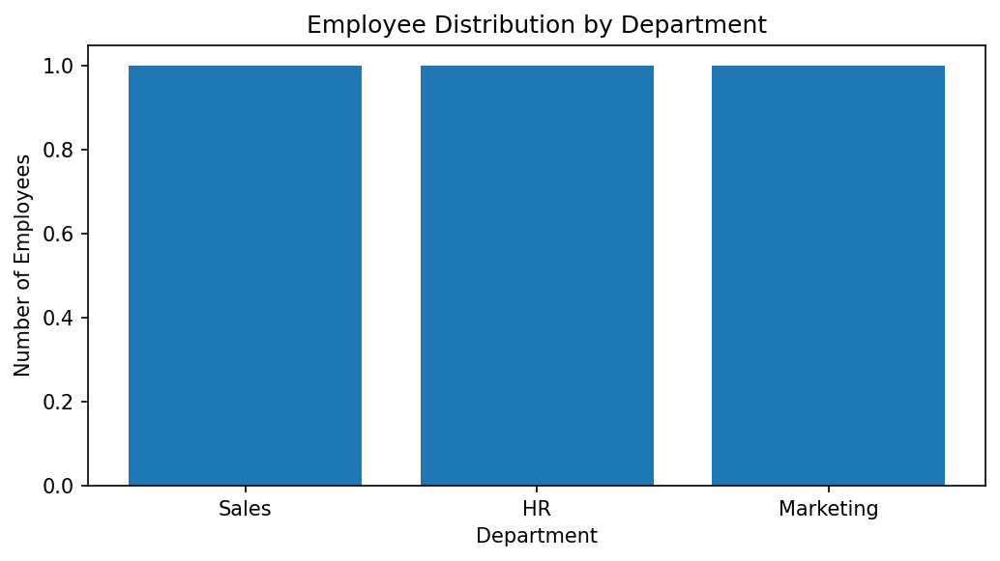 Employee Distribution by Department
Number of Employees
1.0
0.8
0.6
0.4
0.2
0.0
Sales HR Marketing
Department